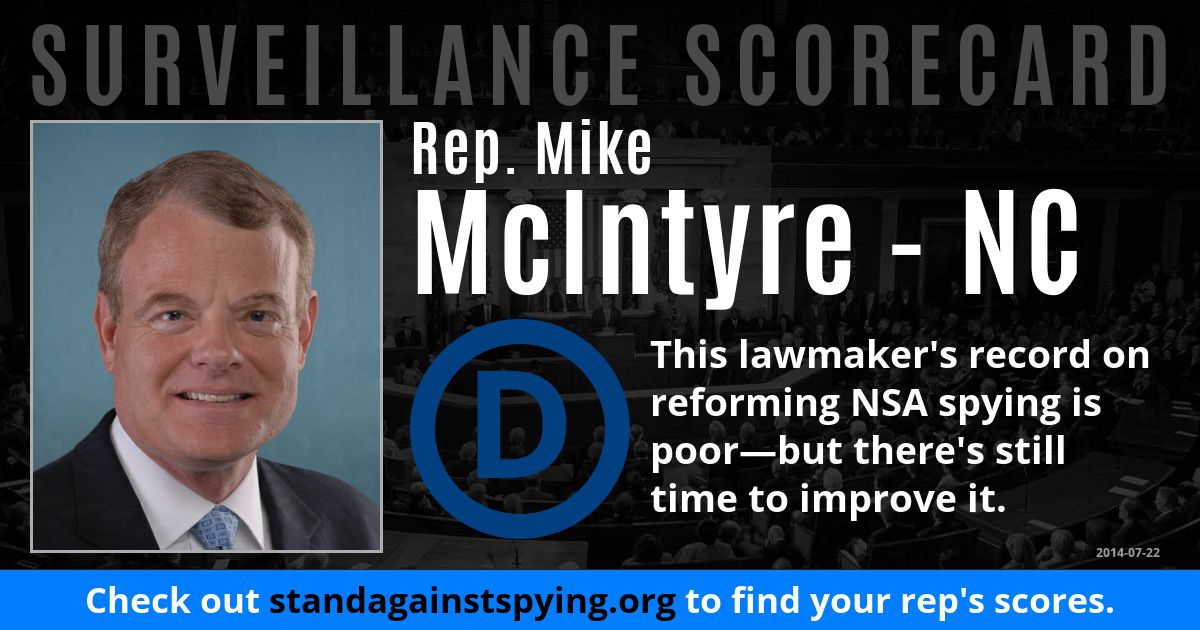 SURVEILLANCE SCORECARD
Rep. Mike
McIntyre - NC
D
This lawmaker's record on
reforming NSA spying is
poor—but there's still
time to improve it.
2014-07-22
Check out standagainstspying.org to find your rep's scores.